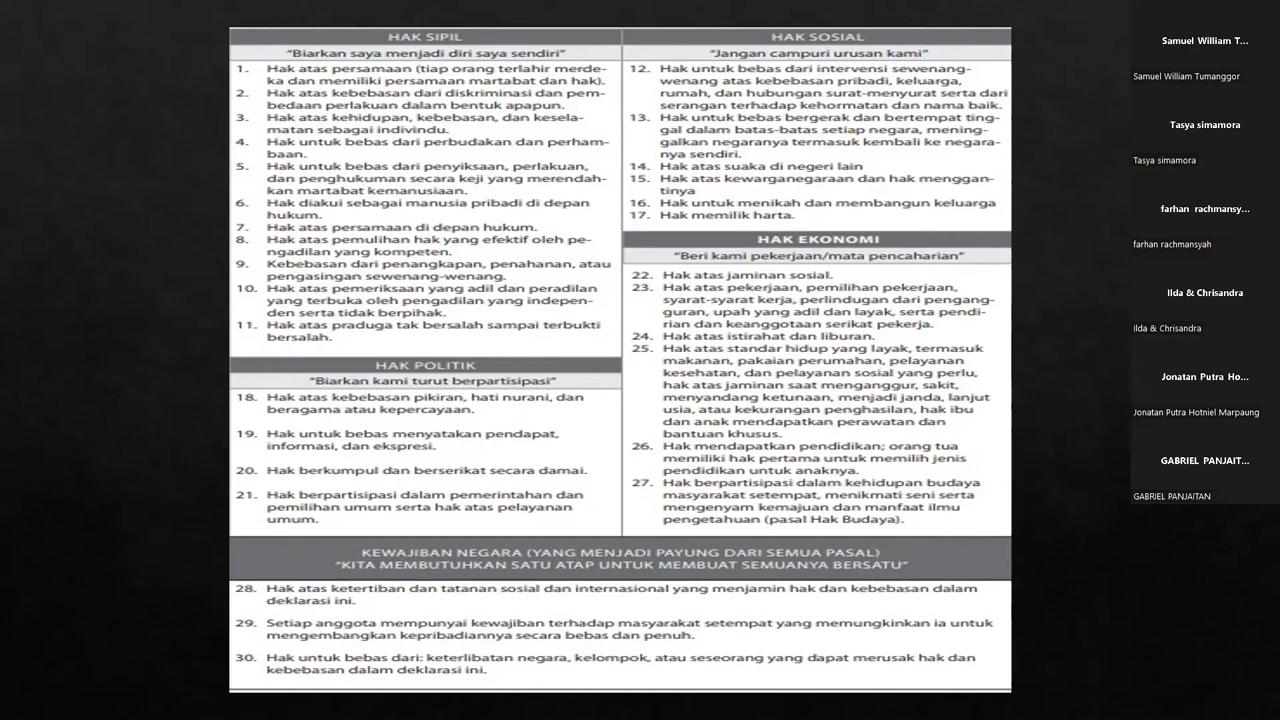 HAK SIPIL
"Biarkan saya menjadi diri saya sendiri"
1. Hak atas persamaan (tiap orang terlahir merde-
ka dan memiliki persamaan martabat dan hak).
2. Hak atas kebebasan dari diskriminasi dan pem-
bedaan perlakuan dalam bentuk apapun.
3. Hak atas kehidupan, kebebasan, dan kesela-
matan sebagai indivindu.
4. Hak untuk bebas dari perbudakan dan perham-
baan.
5. Hak untuk bebas dari penyiksaan, perlakuan,
dan penghukuman secara keji yang merendah-
kan martabat kemanusiaan.
6. Hak diakui sebagai manusia pribadi di depan
hukum.
7. Hak atas persamaan di depan hukum.
8. Hak atas pemulihan hak yang efektif oleh pe-
ngadilan yang kompeten.
9. Kebebasan dari penangkapan, penahanan, atau
pengasingan sewenang-wenang.
10. Hak atas pemeriksaan yang adil dan peradilan
yang terbuka oleh pengadilan yang indepen-
den serta tidak berpihak.
11. Hak atas praduga tak bersalah sampai terbukti
bersalah.
HAK POLITIK
"Biarkan kami turut berpartisipasi"
18. Hak atas kebebasan pikiran, hati nurani, dan
beragama atau kepercayaan.
19. Hak untuk bebas menyatakan pendapat,
informasi, dan ekspresi.
20. Hak berkumpul dan berserikat secara damai.
21. Hak berpartisipasi dalam pemerintahan dan
pemilihan umum serta hak atas pelayanan
umum.
HAK SOSIAL
"Jangan campuri urusan kami"
12. Hak untuk bebas dari intervensi sewenang-
wenang atas kebebasan pribadi, keluarga,
rumah, dan hubungan surat-menyurat serta dari
serangan terhadap kehormatan dan nama baik.
13. Hak untuk bebas bergerak dan bertempat ting-
gal dalam batas-batas setiap negara, mening-
galkan negaranya termasuk kembali ke negara-
nya sendiri.
14. Hak atas suaka di negeri lain
15. Hak atas kewarganegaraan dan hak menggan-
tinya
16. Hak untuk menikah dan membangun keluarga
17. Hak memilik harta.
HAK EKONOMI
"Beri kami pekerjaan/mata pencaharian"
22. Hak atas jaminan sosial.
23. Hak atas pekerjaan, pemilihan pekerjaan,
syarat-syarat kerja, perlindugan dari pengang-
guran, upah yang adil dan layak, serta pendi-
rian dan keanggotaan serikat pekerja.
24. Hak atas istirahat dan liburan.
25. Hak atas standar hidup yang layak, termasuk
makanan, pakaian perumahan, pelayanan
kesehatan, dan pelayanan sosial yang perlu,
hak atas jaminan saat menganggur, sakit,
menyandang ketunaan, menjadi janda, lanjut
usia, atau kekurangan penghasilan, hak ibu
dan anak mendapatkan perawatan dan
bantuan khusus.
26. Hak mendapatkan pendidikan; orang tua
memiliki hak pertama untuk memilih jenis
pendidikan untuk anaknya.
27. Hak berpartisipasi dalam kehidupan budaya
masyarakat setempat, menikmati seni serta
mengenyam kemajuan dan manfaat ilmu
pengetahuan (pasal Hak Budaya).
KEWAJIBAN NEGARA (YANG MENJADI PAYUNG DARI SEMUA PASAL)
"KITA MEMBUTUHKAN SATU ATAP UNTUK MEMBUAT SEMUANYA BERSATU"
28. Hak atas ketertiban dan tatanan sosial dan internasional yang menjamin hak dan kebebasan dalam
deklarasi ini.
29. Setiap anggota mempunyai kewajiban terhadap masyarakat setempat yang memungkinkan ia untuk
mengembangkan kepribadiannya secara bebas dan penuh.
30. Hak untuk bebas dari: keterlibatan negara, kelompok, atau seseorang yang dapat merusak hak dan
kebebasan dalam deklarasi ini.
Samuel William T...
Samuel William Tumanggor
Tasya simamora
Tasya simamora
farhan rachmansy...
farhan rachmansyah
Ilda & Chrisandra
Ilda & Chrisandra
Jonatan Putra Ho...
Jonatan Putra Hotniel Marpaung
GABRIEL PANJAIT...
GABRIEL PANJAITAN